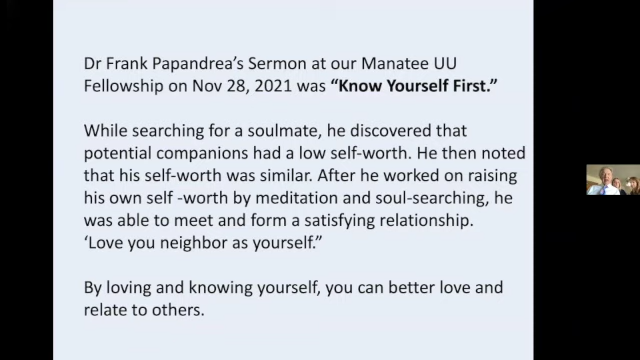 Dr Frank Papandrea's Sermon at our Manatee UU
Fellowship on Nov 28, 2021 was "Know Yourself First."
While searching for a soulmate, he discovered that
potential companions had a low self-worth. He then noted
that his self-worth was similar. After he worked on raising
his own self -worth by meditation and soul-searching, he
was able to meet and form a satisfying relationship.
'Love you neighbor as yourself."
By loving and knowing yourself, you can better love and
relate to others.